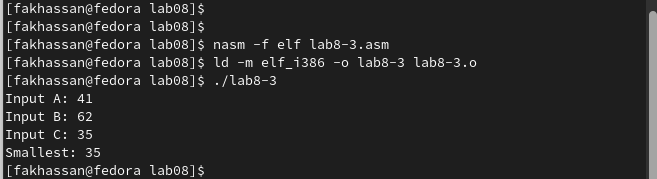 [fakhassan@fedora lab08]$
[fakhassan@fedora lab08]$
[fakhassan@fedora lab08]$ nasm -f elf lab8-3.asm
[fakhassan@fedora lab08]$ ld -m elf_i386 -o lab8-3 lab8-3.o
[fakhassan@fedora lab08]$ ./lab8-3
Input A: 41
Input B: 62
Input C: 35
Smallest: 35
[fakhassan@fedora lab08]$